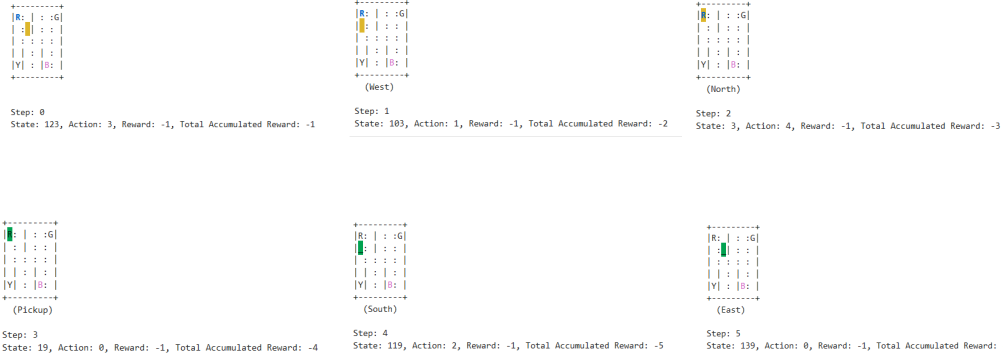 +---------+
|R: | : :G|
| : | : : |
| : : : : |
| | : | : |
|Y| : |B: |
+---------+
Step: 0
State: 123, Action: 3, Reward: -1, Total Accumulated Reward: -1
+---------+
|R: | : :G|
| : | : : |
| : : : : |
| | : | : |
|Y| : |B: |
+---------+
(West)
Step: 1
State: 103, Action: 1, Reward: -1, Total Accumulated Reward: -2
+---------+
|R: | : :G|
| : | : : |
| : : : : |
| | : | : |
|Y| : |B: |
+---------+
(North)
Step: 2
State: 3, Action: 4, Reward: -1, Total Accumulated Reward: -3
+---------+
|R: | : :G|
| : | : : |
| : : : : |
| | : | : |
|Y| : |B: |
+---------+
(Pickup)
Step: 3
State: 19, Action: 0, Reward: -1, Total Accumulated Reward: -4
+---------+
|R: | : :G|
|_: | : : |
| : : : : |
| | : | : |
|Y| : |B: |
+---------+
(South)
Step: 4
State: 119, Action: 2, Reward: -1, Total Accumulated Reward: -5
+---------+
|R: | : :G|
| :_| : : |
| : : : : |
| | : | : |
|Y| : |B: |
+---------+
(East)
Step: 5
State: 139, Action: 0, Reward: -1, Total Accumulated Reward: